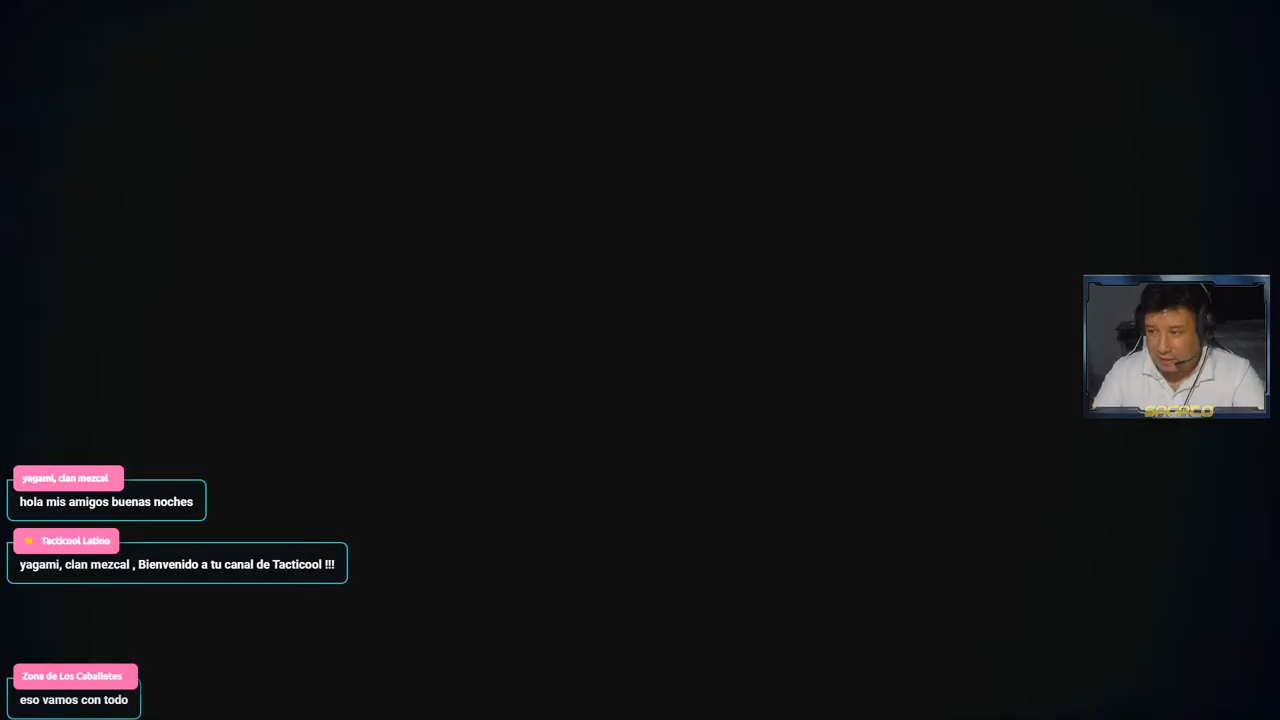 yagami, clan mezcal
hola mis amigos buenas noches
Tacticool Latino
yagami, clan mezcal , Bienvenido a tu canal de Tacticool !!!
Zona de Los Caballetes
eso vamos con todo